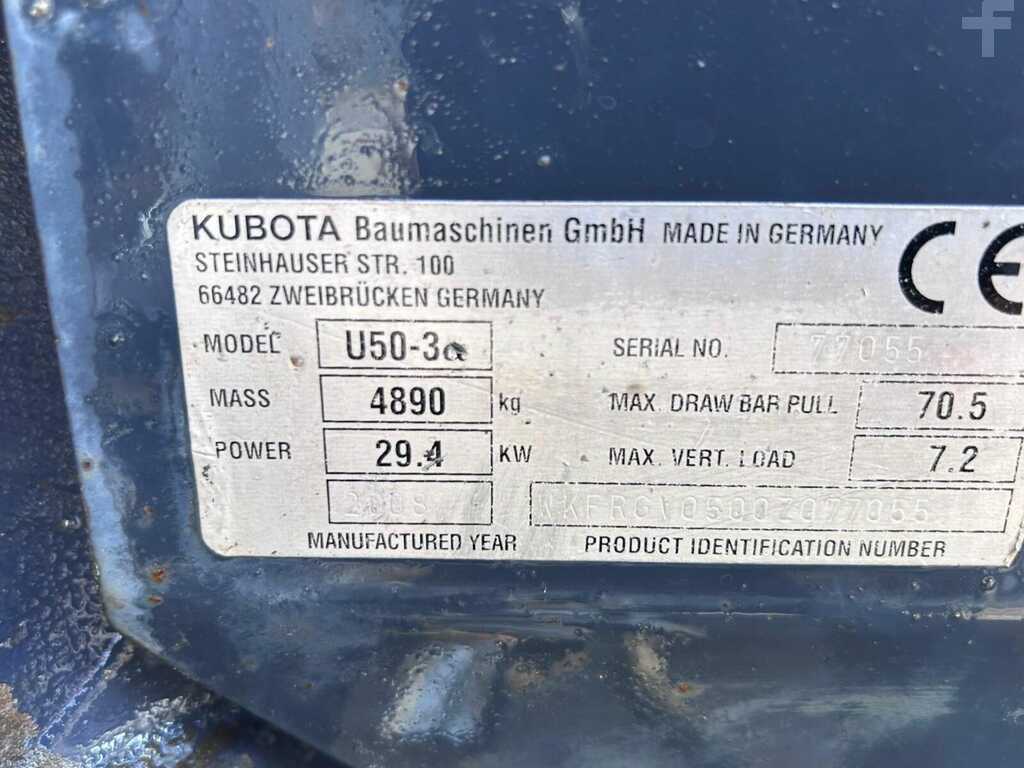 KUBOTA Baumaschinen GmbH MADE IN GERMANY
STEINHAUSER STR. 100
66482 ZWEIBRÜCKEN GERMANY
CE
MODEL U50-3α SERIAL NO. 77055
MASS 4890 kg MAX. DRAW BAR PULL 70.5
POWER 29.4 kW MAX. VERT. LOAD 7.2
2008
MANUFACTURED YEAR PRODUCT IDENTIFICATION NUMBER
f